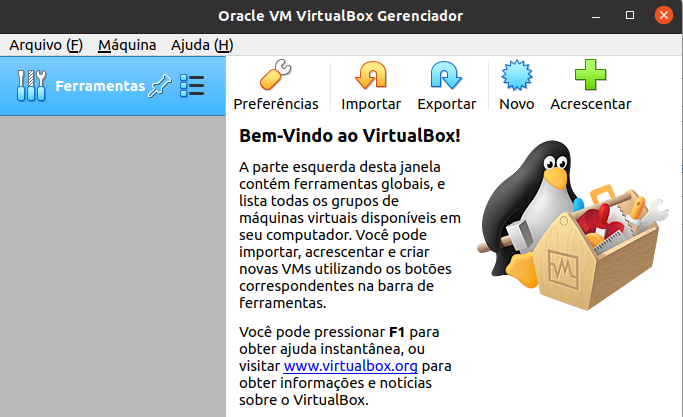 Oracle VM VirtualBox Gerenciador
Arquivo (F) Máquina Ajuda (H)
Ferramentas
Preferências Importar Exportar Novo Acrescentar
Bem-Vindo ao VirtualBox!
A parte esquerda desta janela
contém ferramentas globais, e
lista todas os grupos de
máquinas virtuais disponíveis em
seu computador. Você pode
importar, acrescentar e criar
novas VMs utilizando os botões
correspondentes na barra de
ferramentas.
Você pode pressionar F1 para
obter ajuda instantânea, ou
visitar www.virtualbox.org para
obter informações e notícias
sobre o VirtualBox.